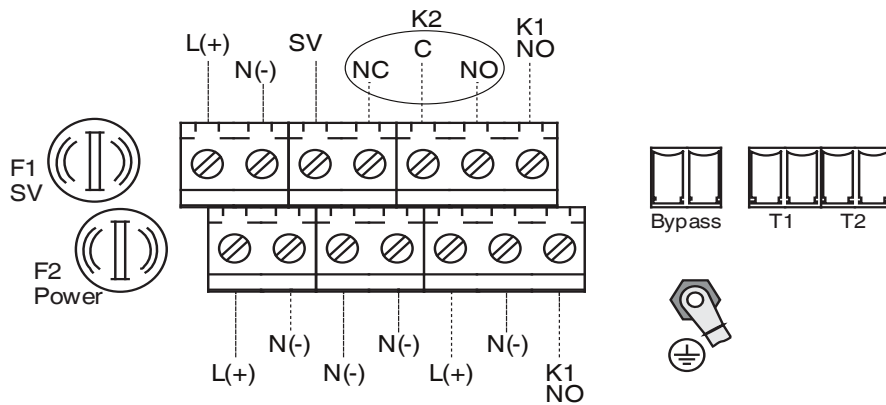 K2
L(+)
SV
C
K1
NO
N(-)
NC
NO
F1
SV
Bypass
T1
T2
F2
Power
N(-)
N(-)
N(-)
L(+)
N(-)
L(+)
K1
NO